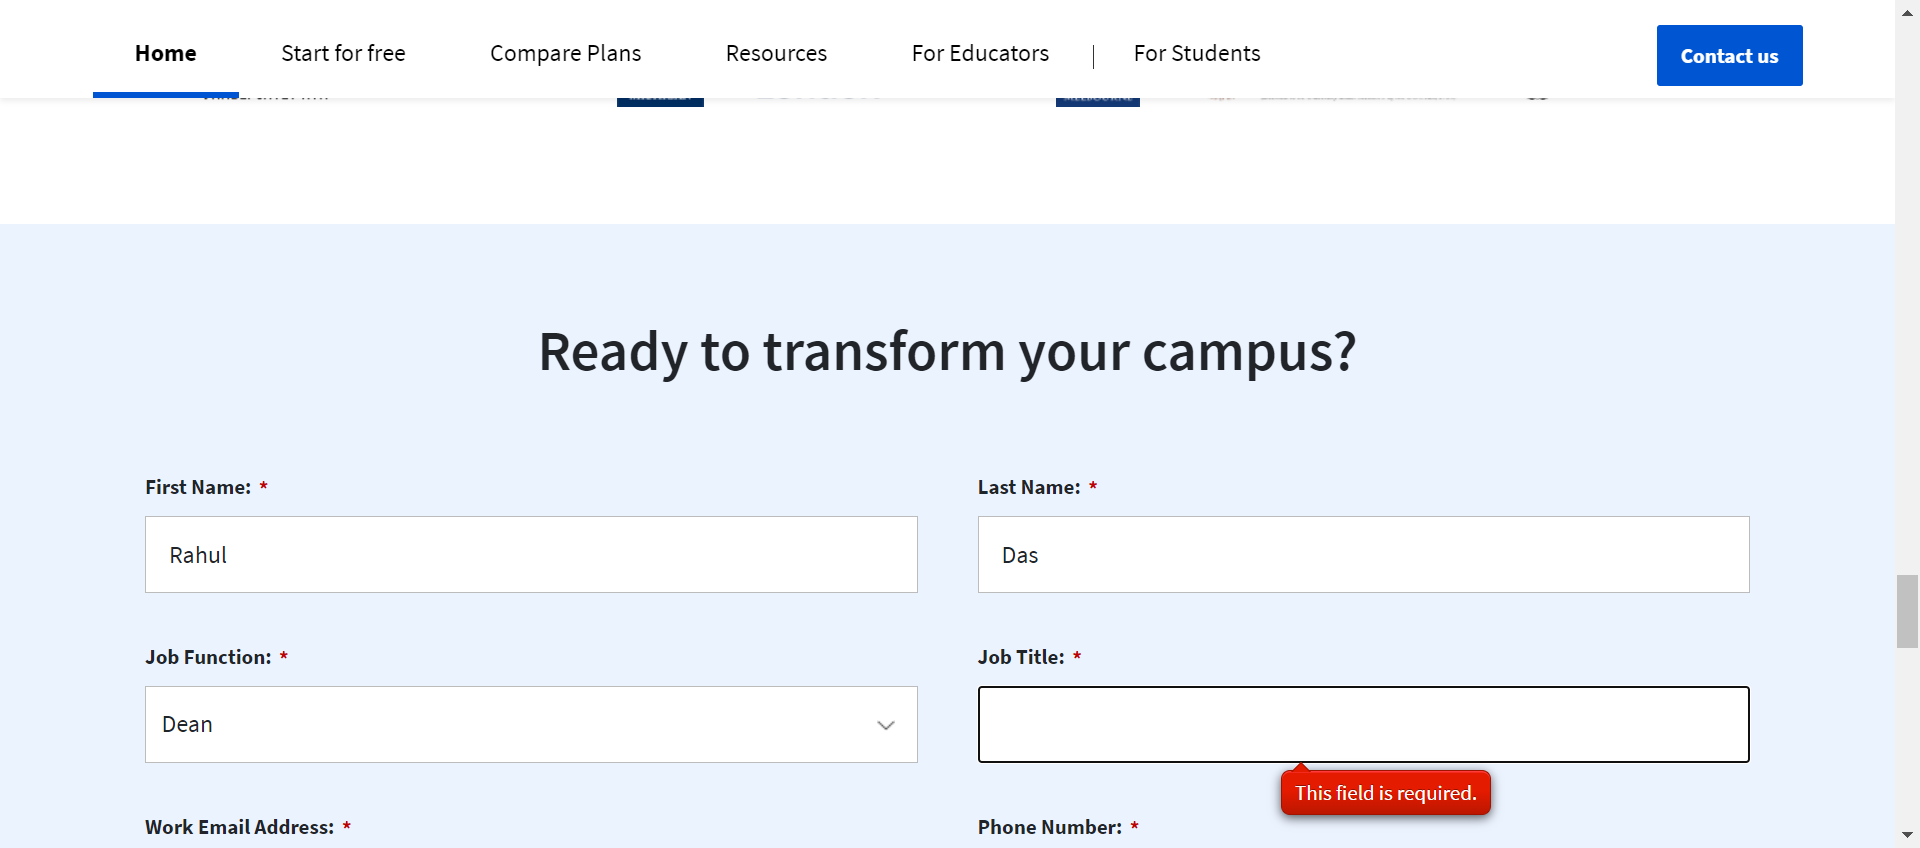 Home Start for free Compare Plans Resources For Educators | For Students Contact us
MELBOURNE
Ready to transform your campus?
First Name: * Last Name: *
Rahul Das
Job Function: * Job Title: *
Dean
This field is required.
Work Email Address: * Phone Number: *